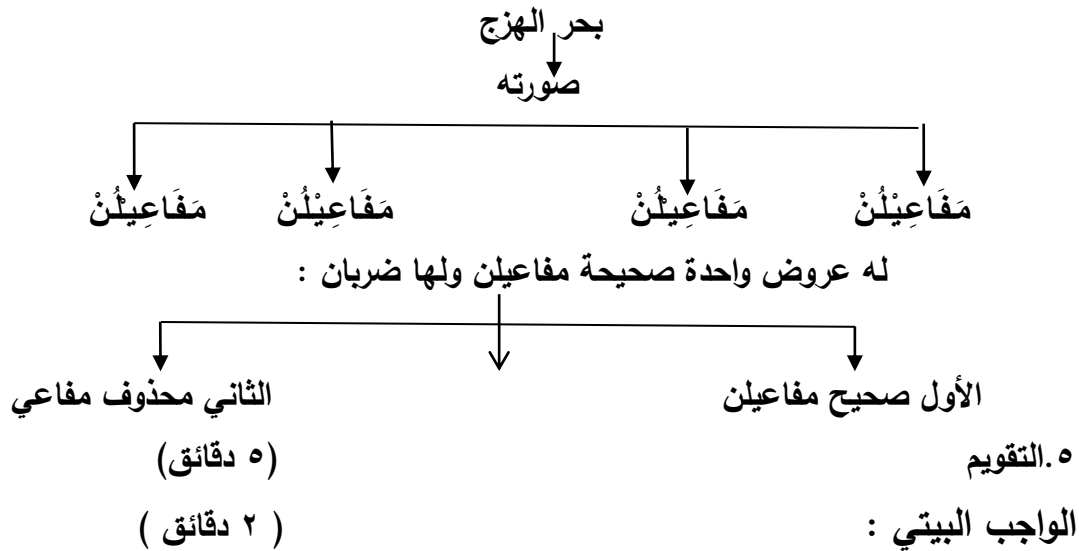 بحر الهزج
صورته
مَفَاعِيْلُنْ مَفَاعِيْلُنْ مَفَاعِيْلُنْ مَفَاعِيْلُنْ
له عروض واحدة صحيحة مفاعيلن ولها ضربان :
الأول صحيح مفاعيلن الثاني محذوف مفاعي
٥.التقويم (٥ دقائق)
الواجب البيتي : ( ٢ دقائق )